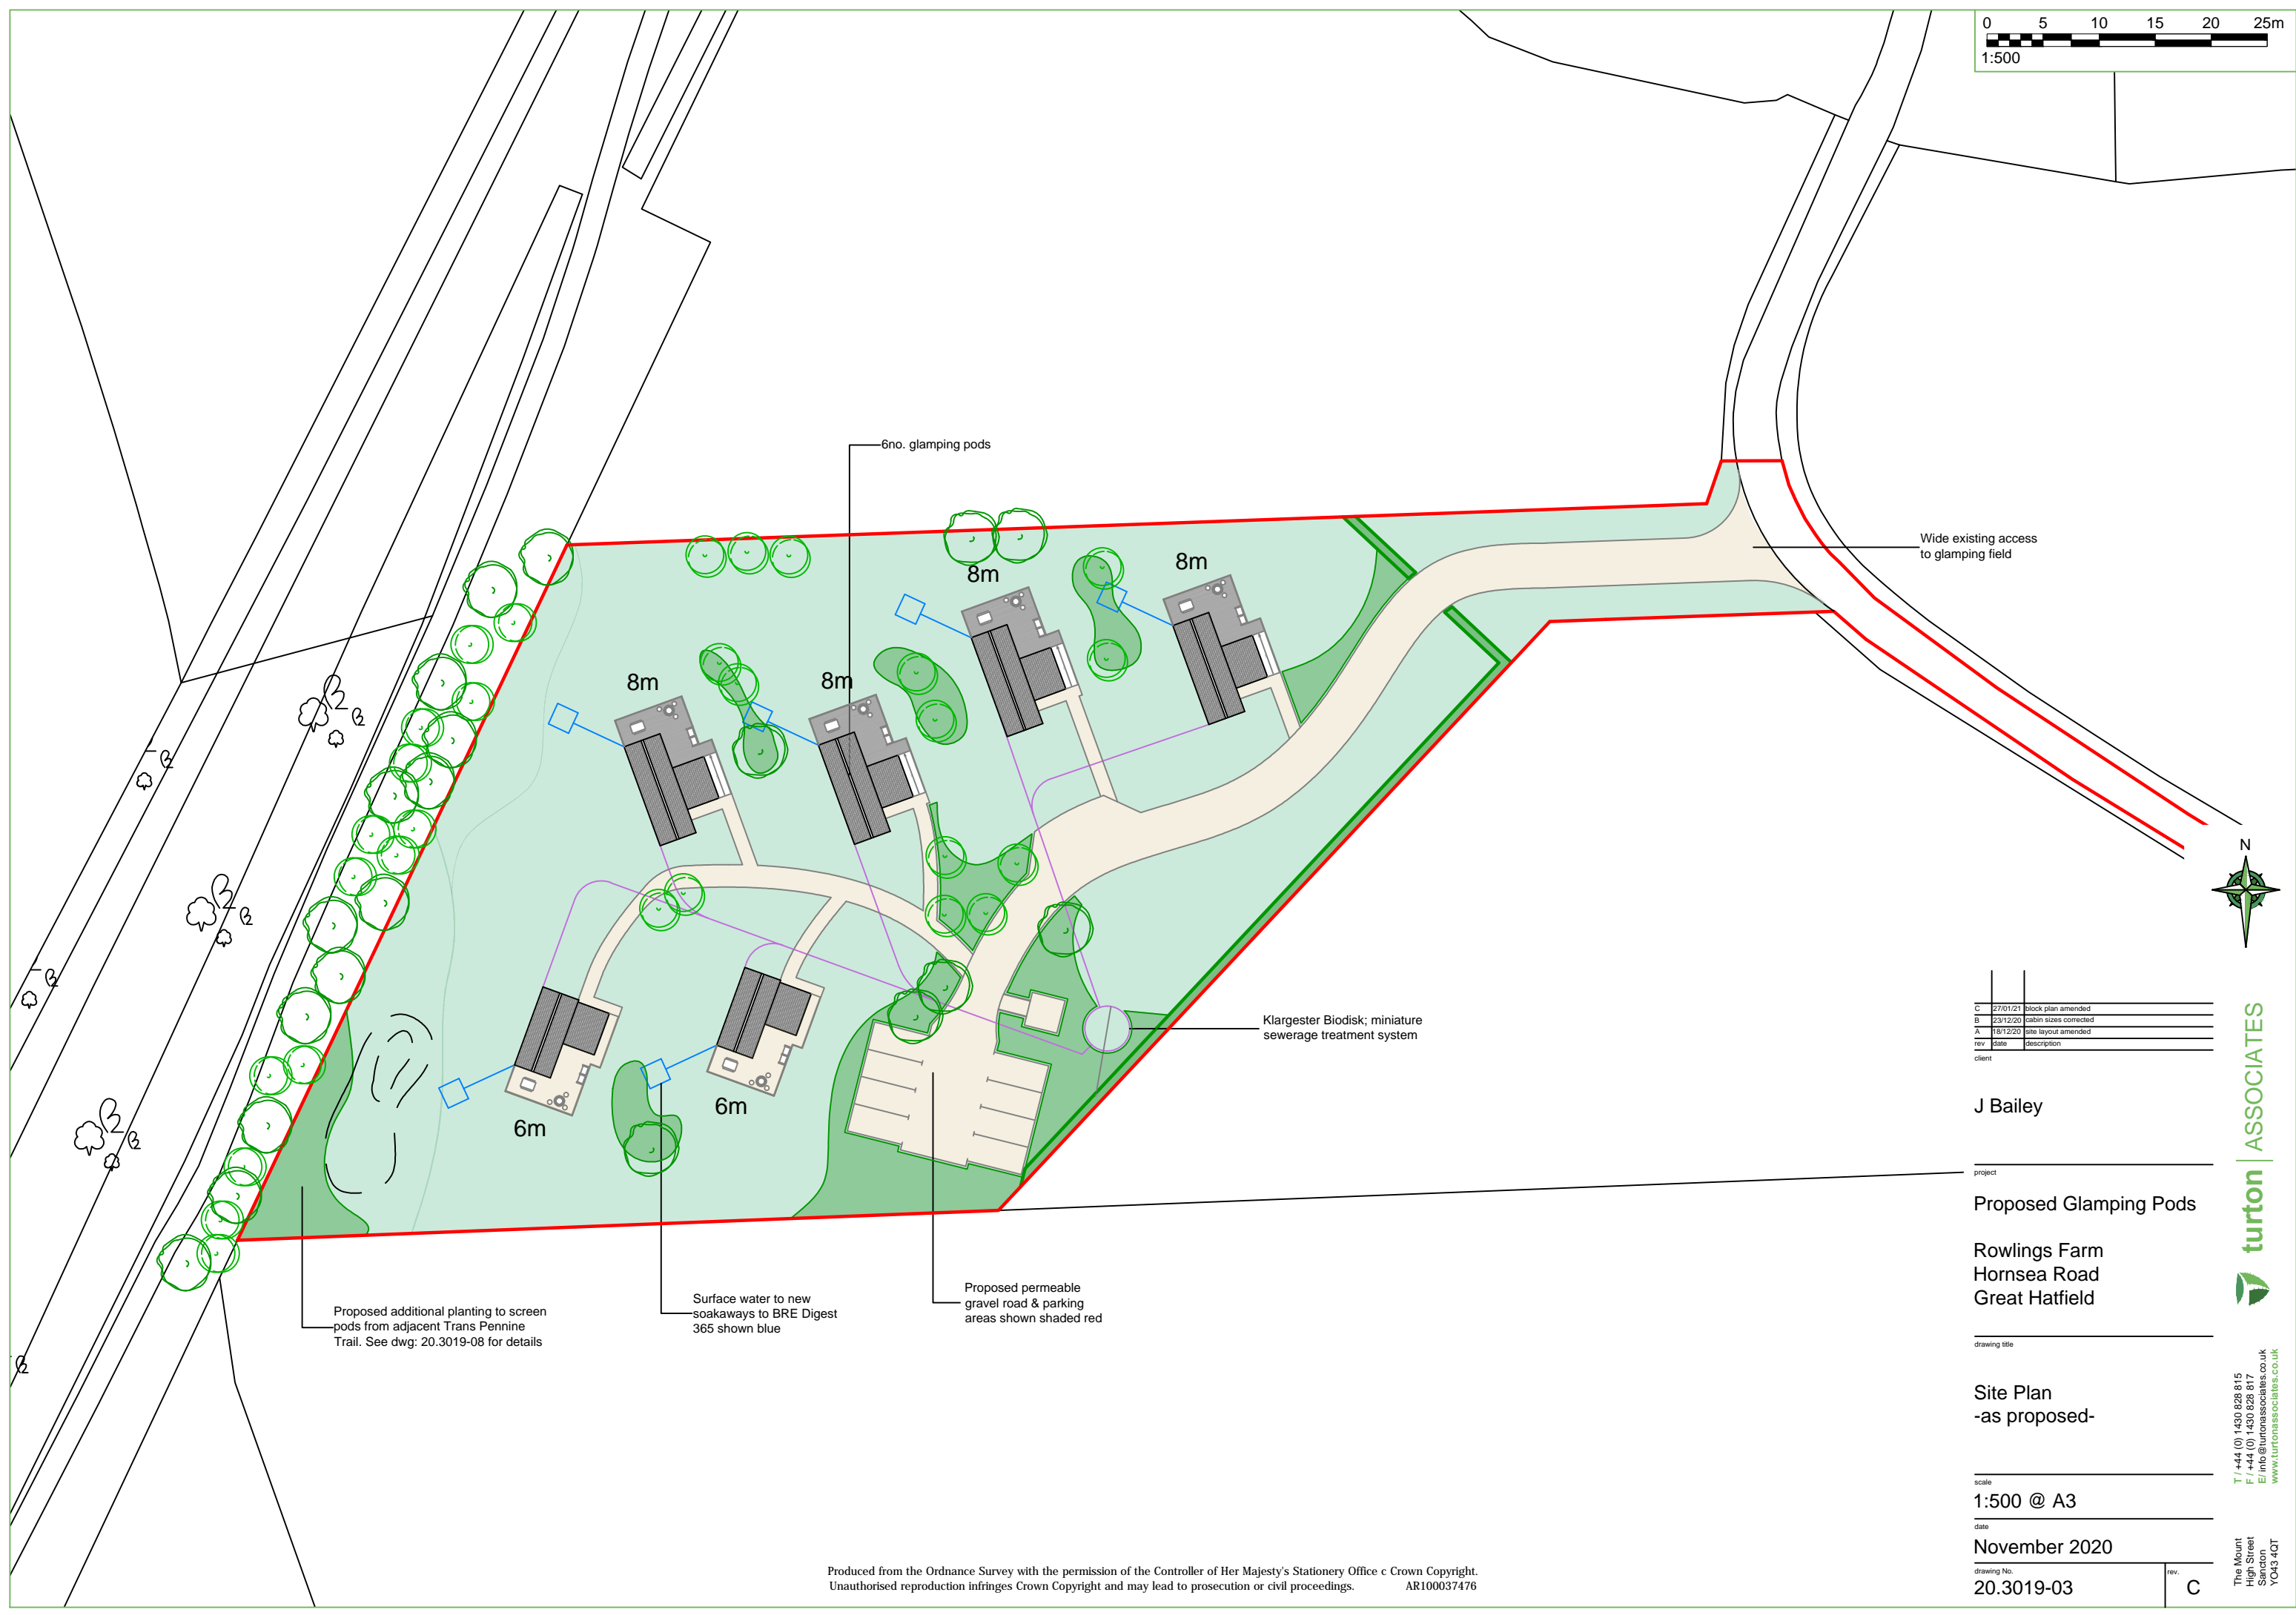 0 5 10 15 20 25m
1:500
6no. glamping pods
8m
8m
8m
8m
6m
6m
Wide existing access
to glamping field
Klargester Biodisk; miniature
sewerage treatment system
Proposed additional planting to screen
pods from adjacent Trans Pennine
Trail. See dwg: 20.3019-08 for details
Surface water to new
soakaways to BRE Digest
365 shown blue
Proposed permeable
gravel road & parking
areas shown shaded red
N
C 27/01/21 block plan amended
B 23/12/20 cabin sizes corrected
A 18/12/20 site layout amended
rev date description
client
J Bailey
project
Proposed Glamping Pods
Rowlings Farm
Hornsea Road
Great Hatfield
drawing title
Site Plan
-as proposed-
scale
1:500 @ A3
date
November 2020
drawing No.
20.3019-03
rev.
C
turton | ASSOCIATES
T / +44 (0) 1430 828 815
F / +44 (0) 1430 828 817
E/ info@turtonassociates.co.uk
www.turtonassociates.co.uk
The Mount
High Street
Sancton
YO43 4QT
Produced from the Ordnance Survey with the permission of the Controller of Her Majesty's Stationery Office c Crown Copyright.
Unauthorised reproduction infringes Crown Copyright and may lead to prosecution or civil proceedings. AR100037476